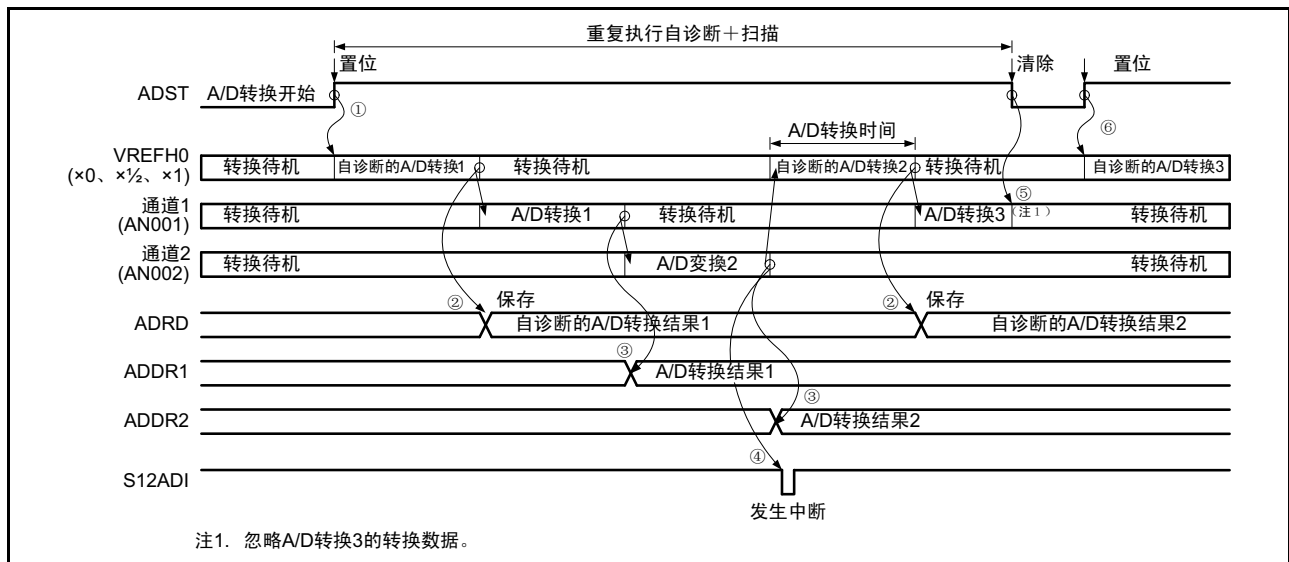 重复执行自诊断＋扫描
置位
清除
置位
ADST
A/D转换开始
①
⑥
A/D转换时间
VREFH0
(×0、×½、×1)
转换待机
自诊断的A/D转换1
转换待机
自诊断的A/D转换2
转换待机
自诊断的A/D转换3
⑤
通道1
(AN001)
转换待机
A/D转换1
转换待机
A/D转换3
（注1）
转换待机
通道2
(AN002)
转换待机
A/D変换2
转换待机
②
保存
②
保存
ADRD
自诊断的A/D转换结果1
自诊断的A/D转换结果2
③
ADDR1
A/D转换结果1
③
ADDR2
A/D转换结果2
④
S12ADI
发生中断
注1. 忽略A/D转换3的转换数据。